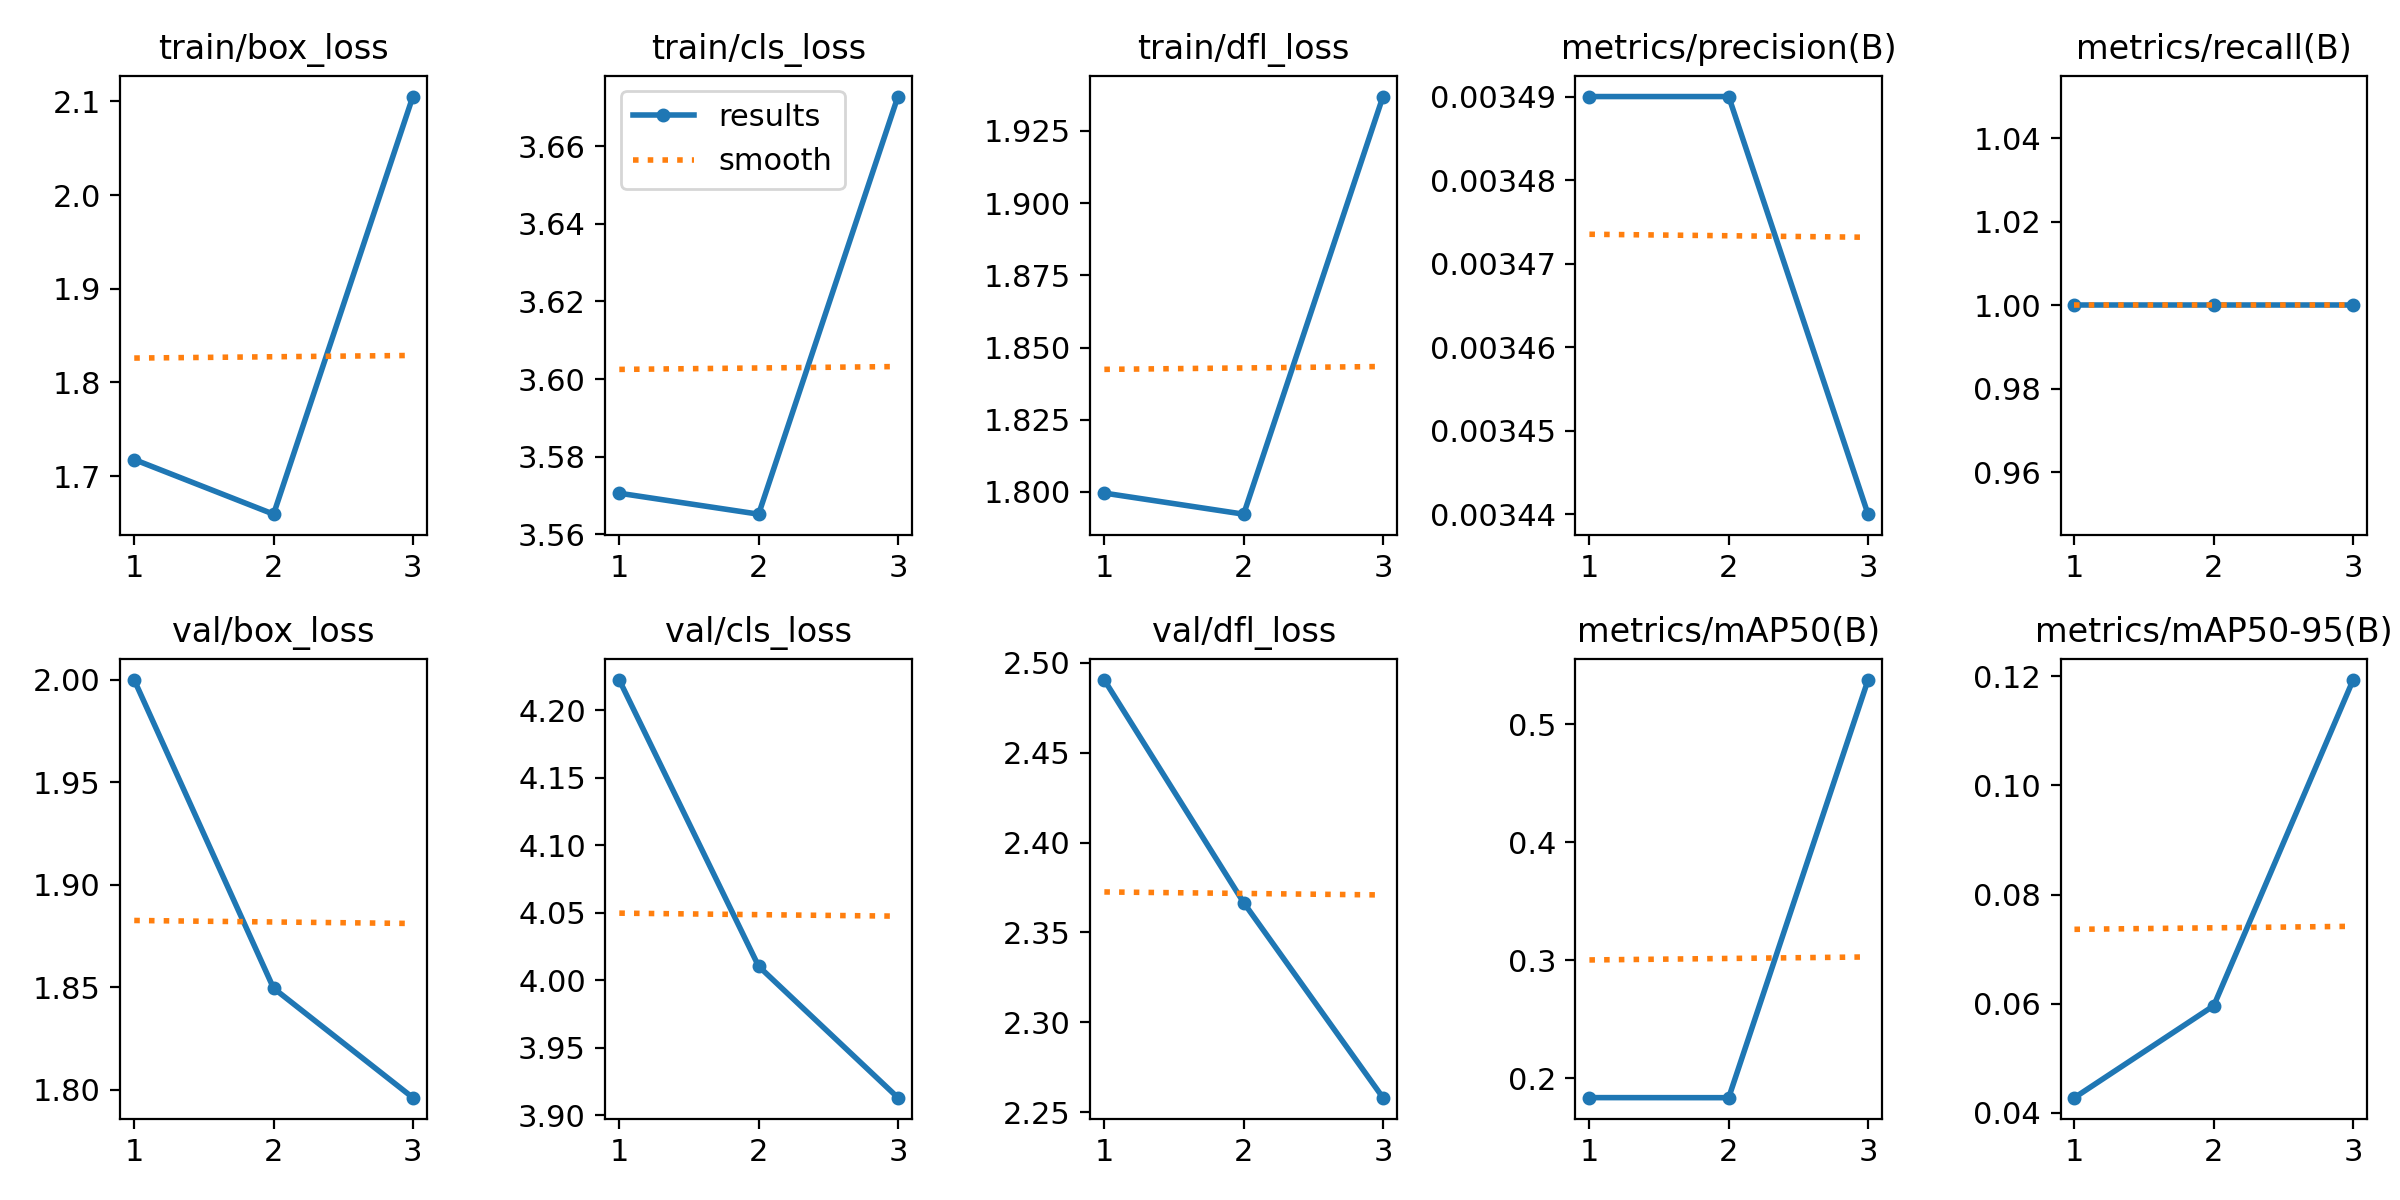 train/box_loss
2.1
2.0
1.9
1.8
1.7
1 2 3
train/cls_loss
results
smooth
3.66
3.64
3.62
3.60
3.58
3.56
1 2 3
train/dfl_loss
1.925
1.900
1.875
1.850
1.825
1.800
1 2 3
metrics/precision(B)
0.00349
0.00348
0.00347
0.00346
0.00345
0.00344
1 2 3
metrics/recall(B)
1.04
1.02
1.00
0.98
0.96
1 2 3
val/box_loss
2.00
1.95
1.90
1.85
1.80
1 2 3
val/cls_loss
4.20
4.15
4.10
4.05
4.00
3.95
3.90
1 2 3
val/dfl_loss
2.50
2.45
2.40
2.35
2.30
2.25
1 2 3
metrics/mAP50(B)
0.5
0.4
0.3
0.2
1 2 3
metrics/mAP50-95(B)
0.12
0.10
0.08
0.06
0.04
1 2 3